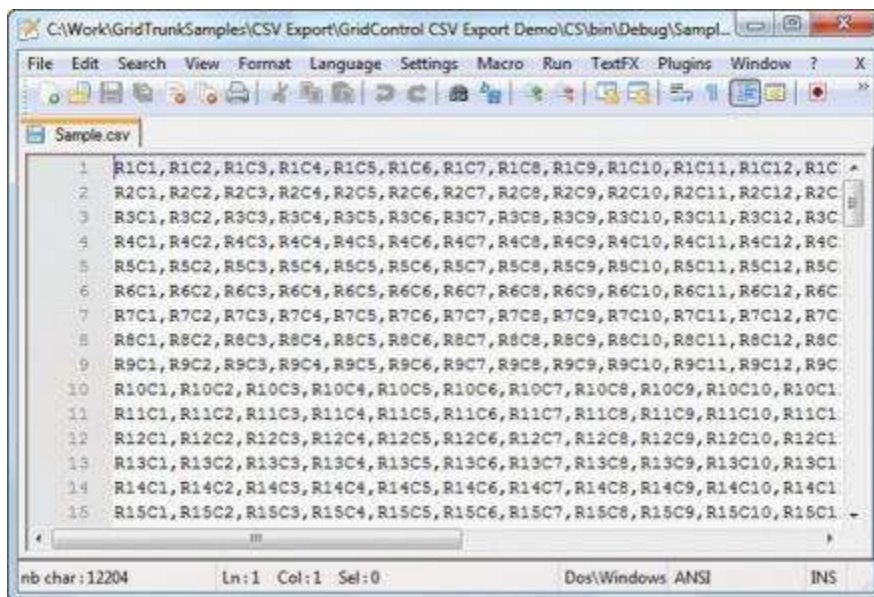 C:\Work\GridTrunkSamples\CSV Export\GridControl CSV Export Demo\CS\bin\Debug\Sampl...
File Edit Search View Format Language Settings Macro Run TextFX Plugins Window ? X
Sample.csv
1 R1C1,R1C2,R1C3,R1C4,R1C5,R1C6,R1C7,R1C8,R1C9,R1C10,R1C11,R1C12,R1C
2 R2C1,R2C2,R2C3,R2C4,R2C5,R2C6,R2C7,R2C8,R2C9,R2C10,R2C11,R2C12,R2C
3 R3C1,R3C2,R3C3,R3C4,R3C5,R3C6,R3C7,R3C8,R3C9,R3C10,R3C11,R3C12,R3C
4 R4C1,R4C2,R4C3,R4C4,R4C5,R4C6,R4C7,R4C8,R4C9,R4C10,R4C11,R4C12,R4C
5 R5C1,R5C2,R5C3,R5C4,R5C5,R5C6,R5C7,R5C8,R5C9,R5C10,R5C11,R5C12,R5C
6 R6C1,R6C2,R6C3,R6C4,R6C5,R6C6,R6C7,R6C8,R6C9,R6C10,R6C11,R6C12,R6C
7 R7C1,R7C2,R7C3,R7C4,R7C5,R7C6,R7C7,R7C8,R7C9,R7C10,R7C11,R7C12,R7C
8 R8C1,R8C2,R8C3,R8C4,R8C5,R8C6,R8C7,R8C8,R8C9,R8C10,R8C11,R8C12,R8C
9 R9C1,R9C2,R9C3,R9C4,R9C5,R9C6,R9C7,R9C8,R9C9,R9C10,R9C11,R9C12,R9C
10 R10C1,R10C2,R10C3,R10C4,R10C5,R10C6,R10C7,R10C8,R10C9,R10C10,R10C1
11 R11C1,R11C2,R11C3,R11C4,R11C5,R11C6,R11C7,R11C8,R11C9,R11C10,R11C1
12 R12C1,R12C2,R12C3,R12C4,R12C5,R12C6,R12C7,R12C8,R12C9,R12C10,R12C1
13 R13C1,R13C2,R13C3,R13C4,R13C5,R13C6,R13C7,R13C8,R13C9,R13C10,R13C1
14 R14C1,R14C2,R14C3,R14C4,R14C5,R14C6,R14C7,R14C8,R14C9,R14C10,R14C1
15 R15C1,R15C2,R15C3,R15C4,R15C5,R15C6,R15C7,R15C8,R15C9,R15C10,R15C1
nb char : 12204 Ln : 1 Col : 1 Sel : 0 Dos\Windows ANSI INS